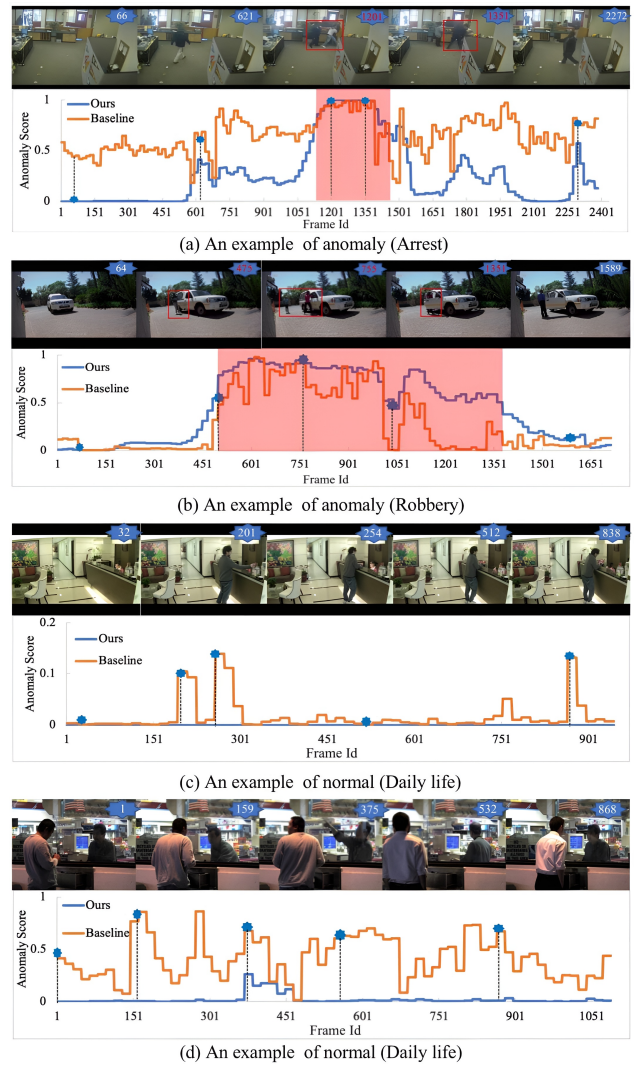 66 621 1201 1351 2272
1
Ours
Baseline
0.5
0
Anomaly Score
1 151 301 451 601 751 901 1051 1201 1351 1501 1651 1801 1951 2101 2251 2401
Frame Id
(a) An example of anomaly (Arrest)
64 475 755 1351 1589
1
Ours
Baseline
0.5
0
Anomaly Score
1 151 301 451 601 751 901 1051 1201 1351 1501 1651
Frame Id
(b) An example of anomaly (Robbery)
32 201 254 512 838
0.2
Ours
Baseline
0.1
0
Anomaly Score
1 151 301 451 601 751 901
Frame Id
(c) An example of normal (Daily life)
1 159 375 532 868
1
Ours
Baseline
0.5
0
Anomaly Score
1 151 301 451 601 751 901 1051
Frame Id
(d) An example of normal (Daily life)